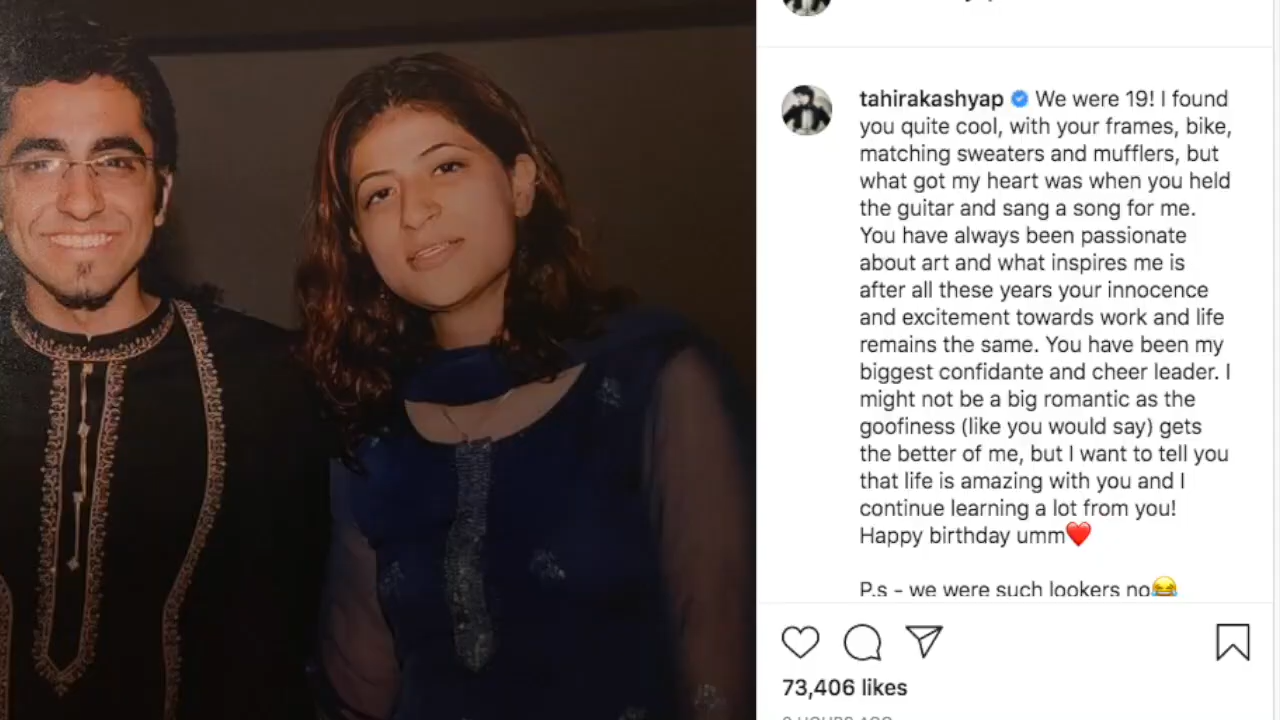 tahirakashyap We were 19! I found
you quite cool, with your frames, bike,
matching sweaters and mufflers, but
what got my heart was when you held
the guitar and sang a song for me.
You have always been passionate
about art and what inspires me is
after all these years your innocence
and excitement towards work and life
remains the same. You have been my
biggest confidante and cheer leader. I
might not be a big romantic as the
goofiness (like you would say) gets
the better of me, but I want to tell you
that life is amazing with you and I
continue learning a lot from you!
Happy birthday umm❤️
P.s - we were such lookers no😂
73,406 likes
HOURS AGO